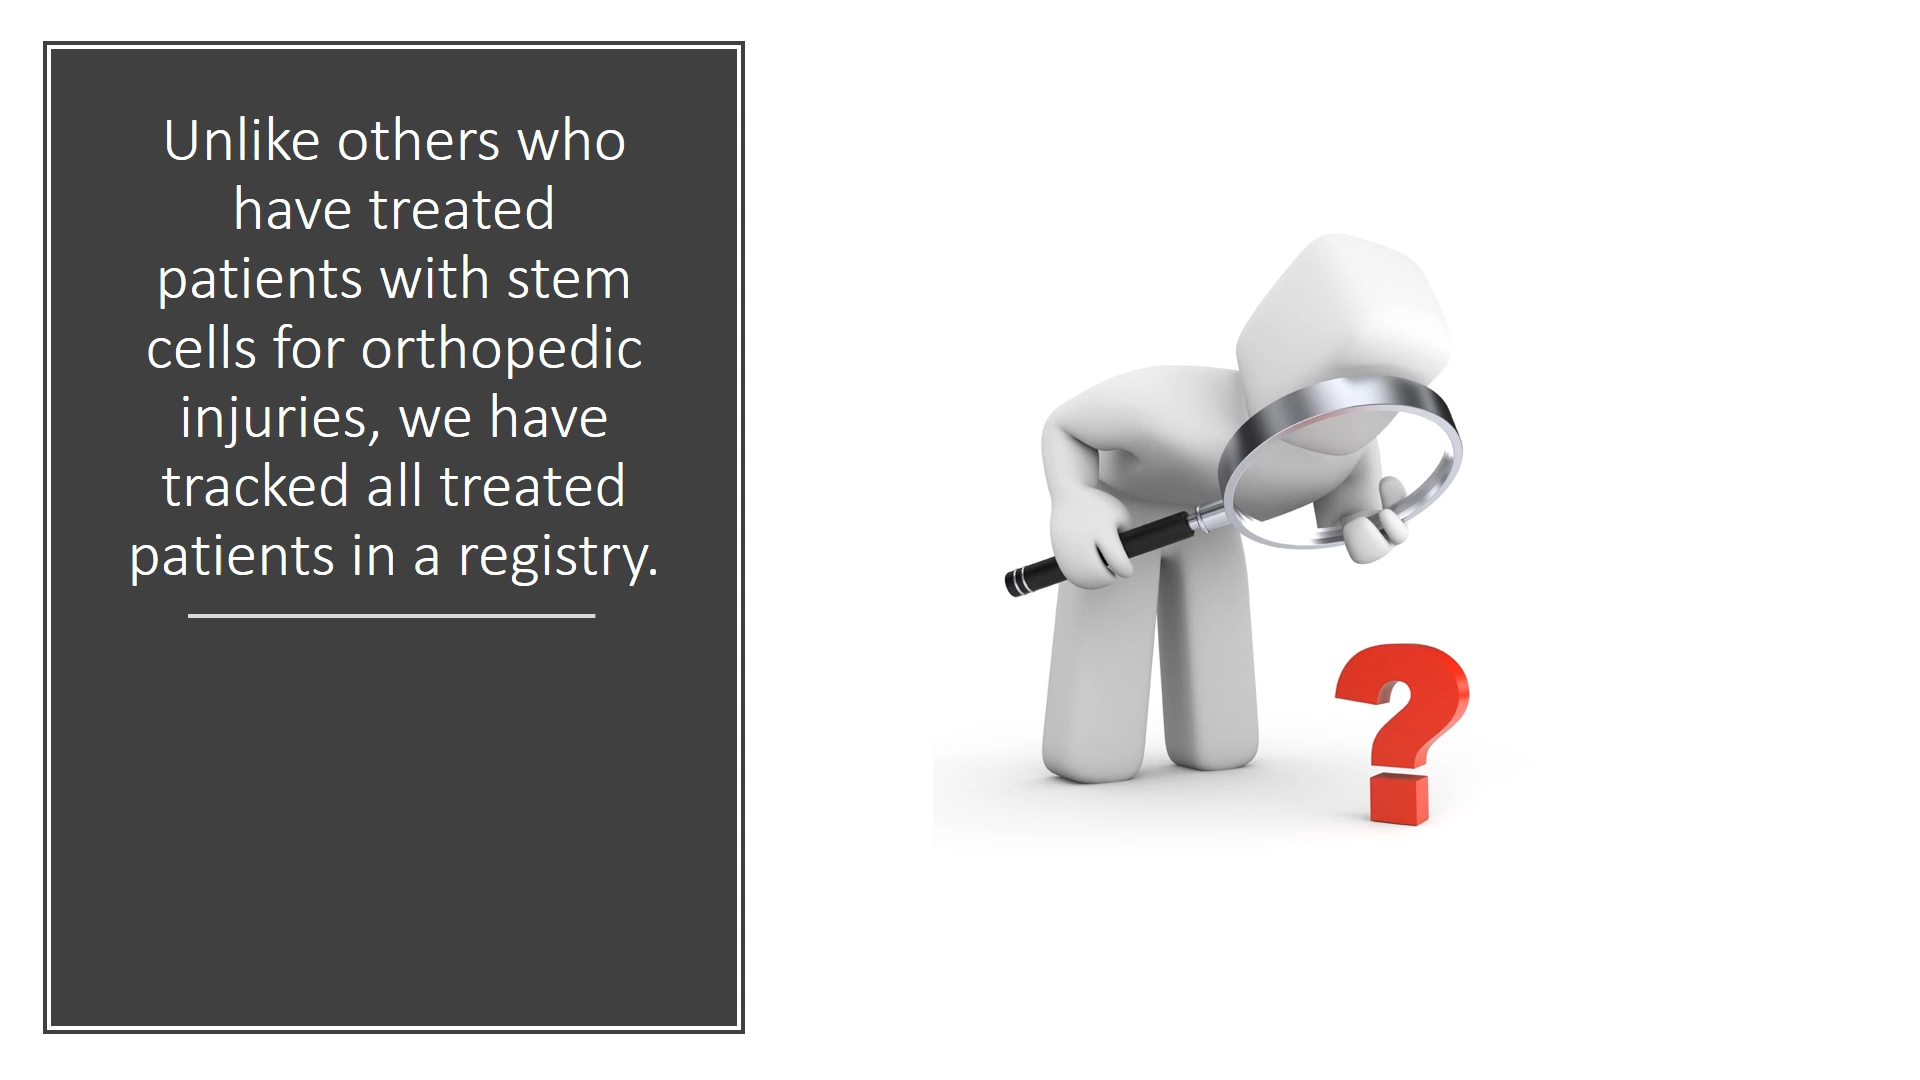 Unlike others who
have treated
patients with stem
cells for orthopedic
injuries, we have
tracked all treated
patients in a registry.
?